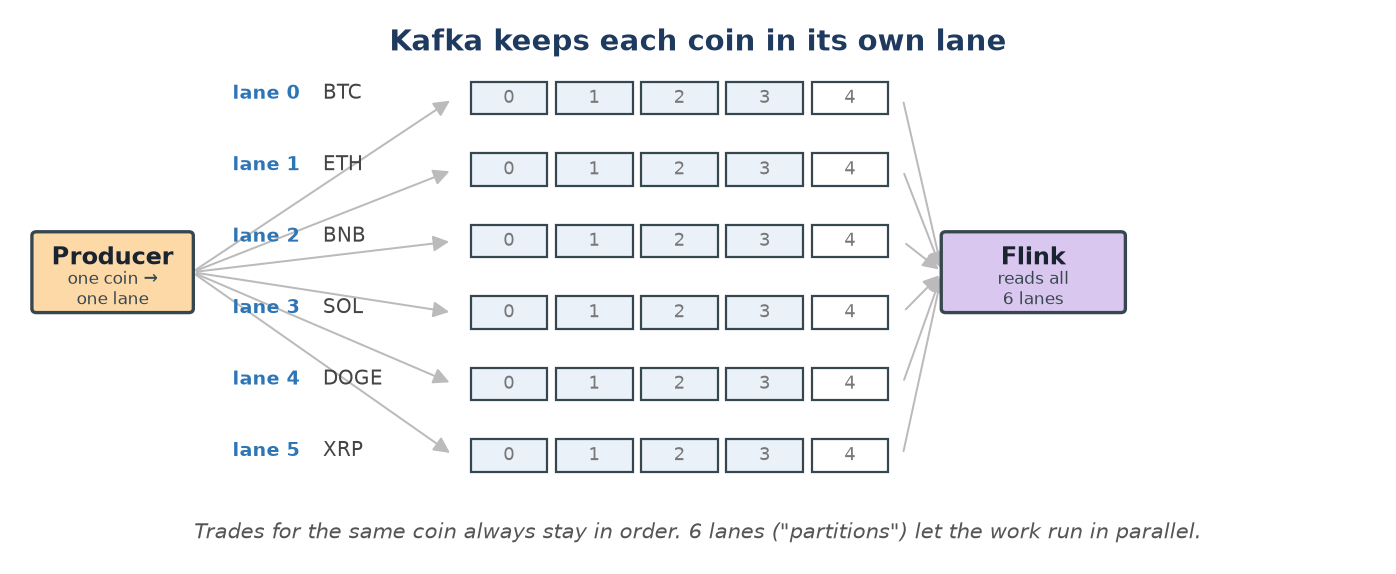 Kafka keeps each coin in its own lane
lane 0 BTC 0 1 2 3 4
lane 1 ETH 0 1 2 3 4
lane 2 BNB 0 1 2 3 4
Producer
one coin →
one lane
Flink
reads all
6 lanes
lane 3 SOL 0 1 2 3 4
lane 4 DOGE 0 1 2 3 4
lane 5 XRP 0 1 2 3 4
Trades for the same coin always stay in order. 6 lanes ("partitions") let the work run in parallel.